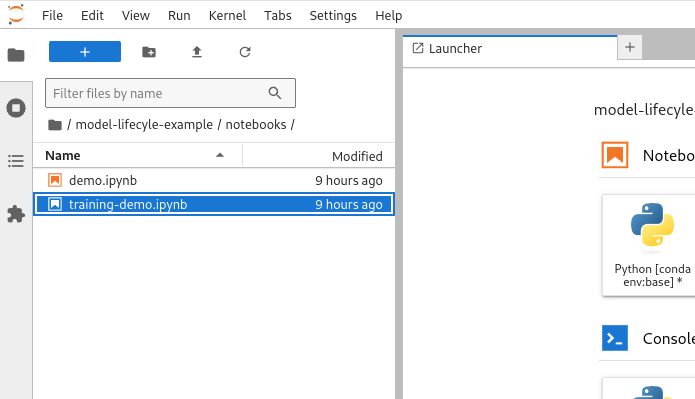 File Edit View Run Kernel Tabs Settings Help
+
Launcher
+
Filter files by name
/ model-lifecyle-example / notebooks /
Name Modified
demo.ipynb 9 hours ago
training-demo.ipynb 9 hours ago
model-lifecyle-
Notebo
Python [conda
env:base] *
Console